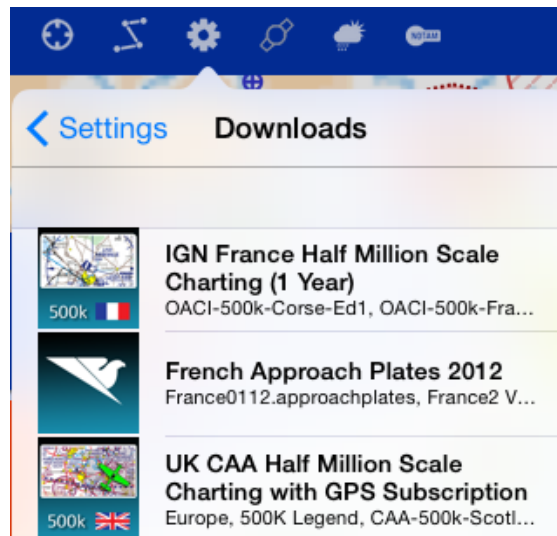 NOTAM
Settings
Downloads
IGN France Half Million Scale
Charting (1 Year)
OACI-500k-Corse-Ed1, OACI-500k-Fra...
500k
French Approach Plates 2012
France0112.approachplates, France2 V...
UK CAA Half Million Scale
Charting with GPS Subscription
Europe, 500K Legend, CAA-500k-Scotl...
500k